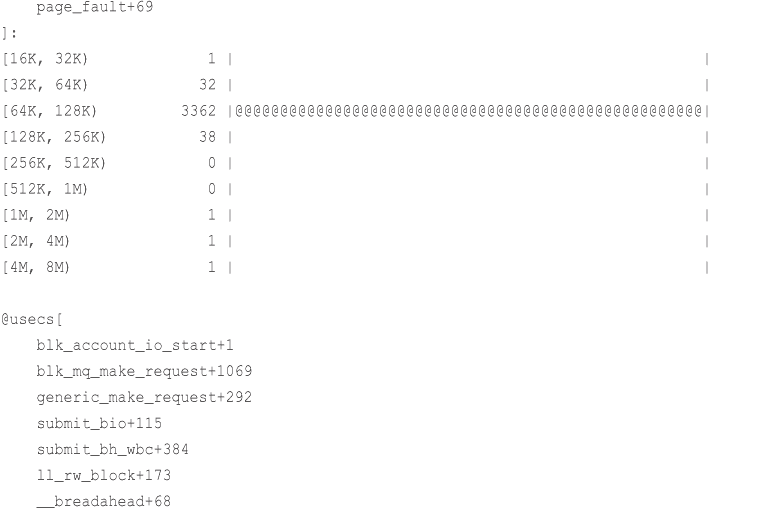 page_fault+69
]:
[16K, 32K) 1 | |
[32K, 64K) 32 | |
[64K, 128K) 3362 |@@@@@@@@@@@@@@@@@@@@@@@@@@@@@@@@@@@@@@@@@@@@@@@@@@@@|
[128K, 256K) 38 | |
[256K, 512K) 0 | |
[512K, 1M) 0 | |
[1M, 2M) 1 | |
[2M, 4M) 1 | |
[4M, 8M) 1 | |
@usecs[
blk_account_io_start+1
blk_mq_make_request+1069
generic_make_request+292
submit_bio+115
submit_bh_wbc+384
ll_rw_block+173
__breadahead+68